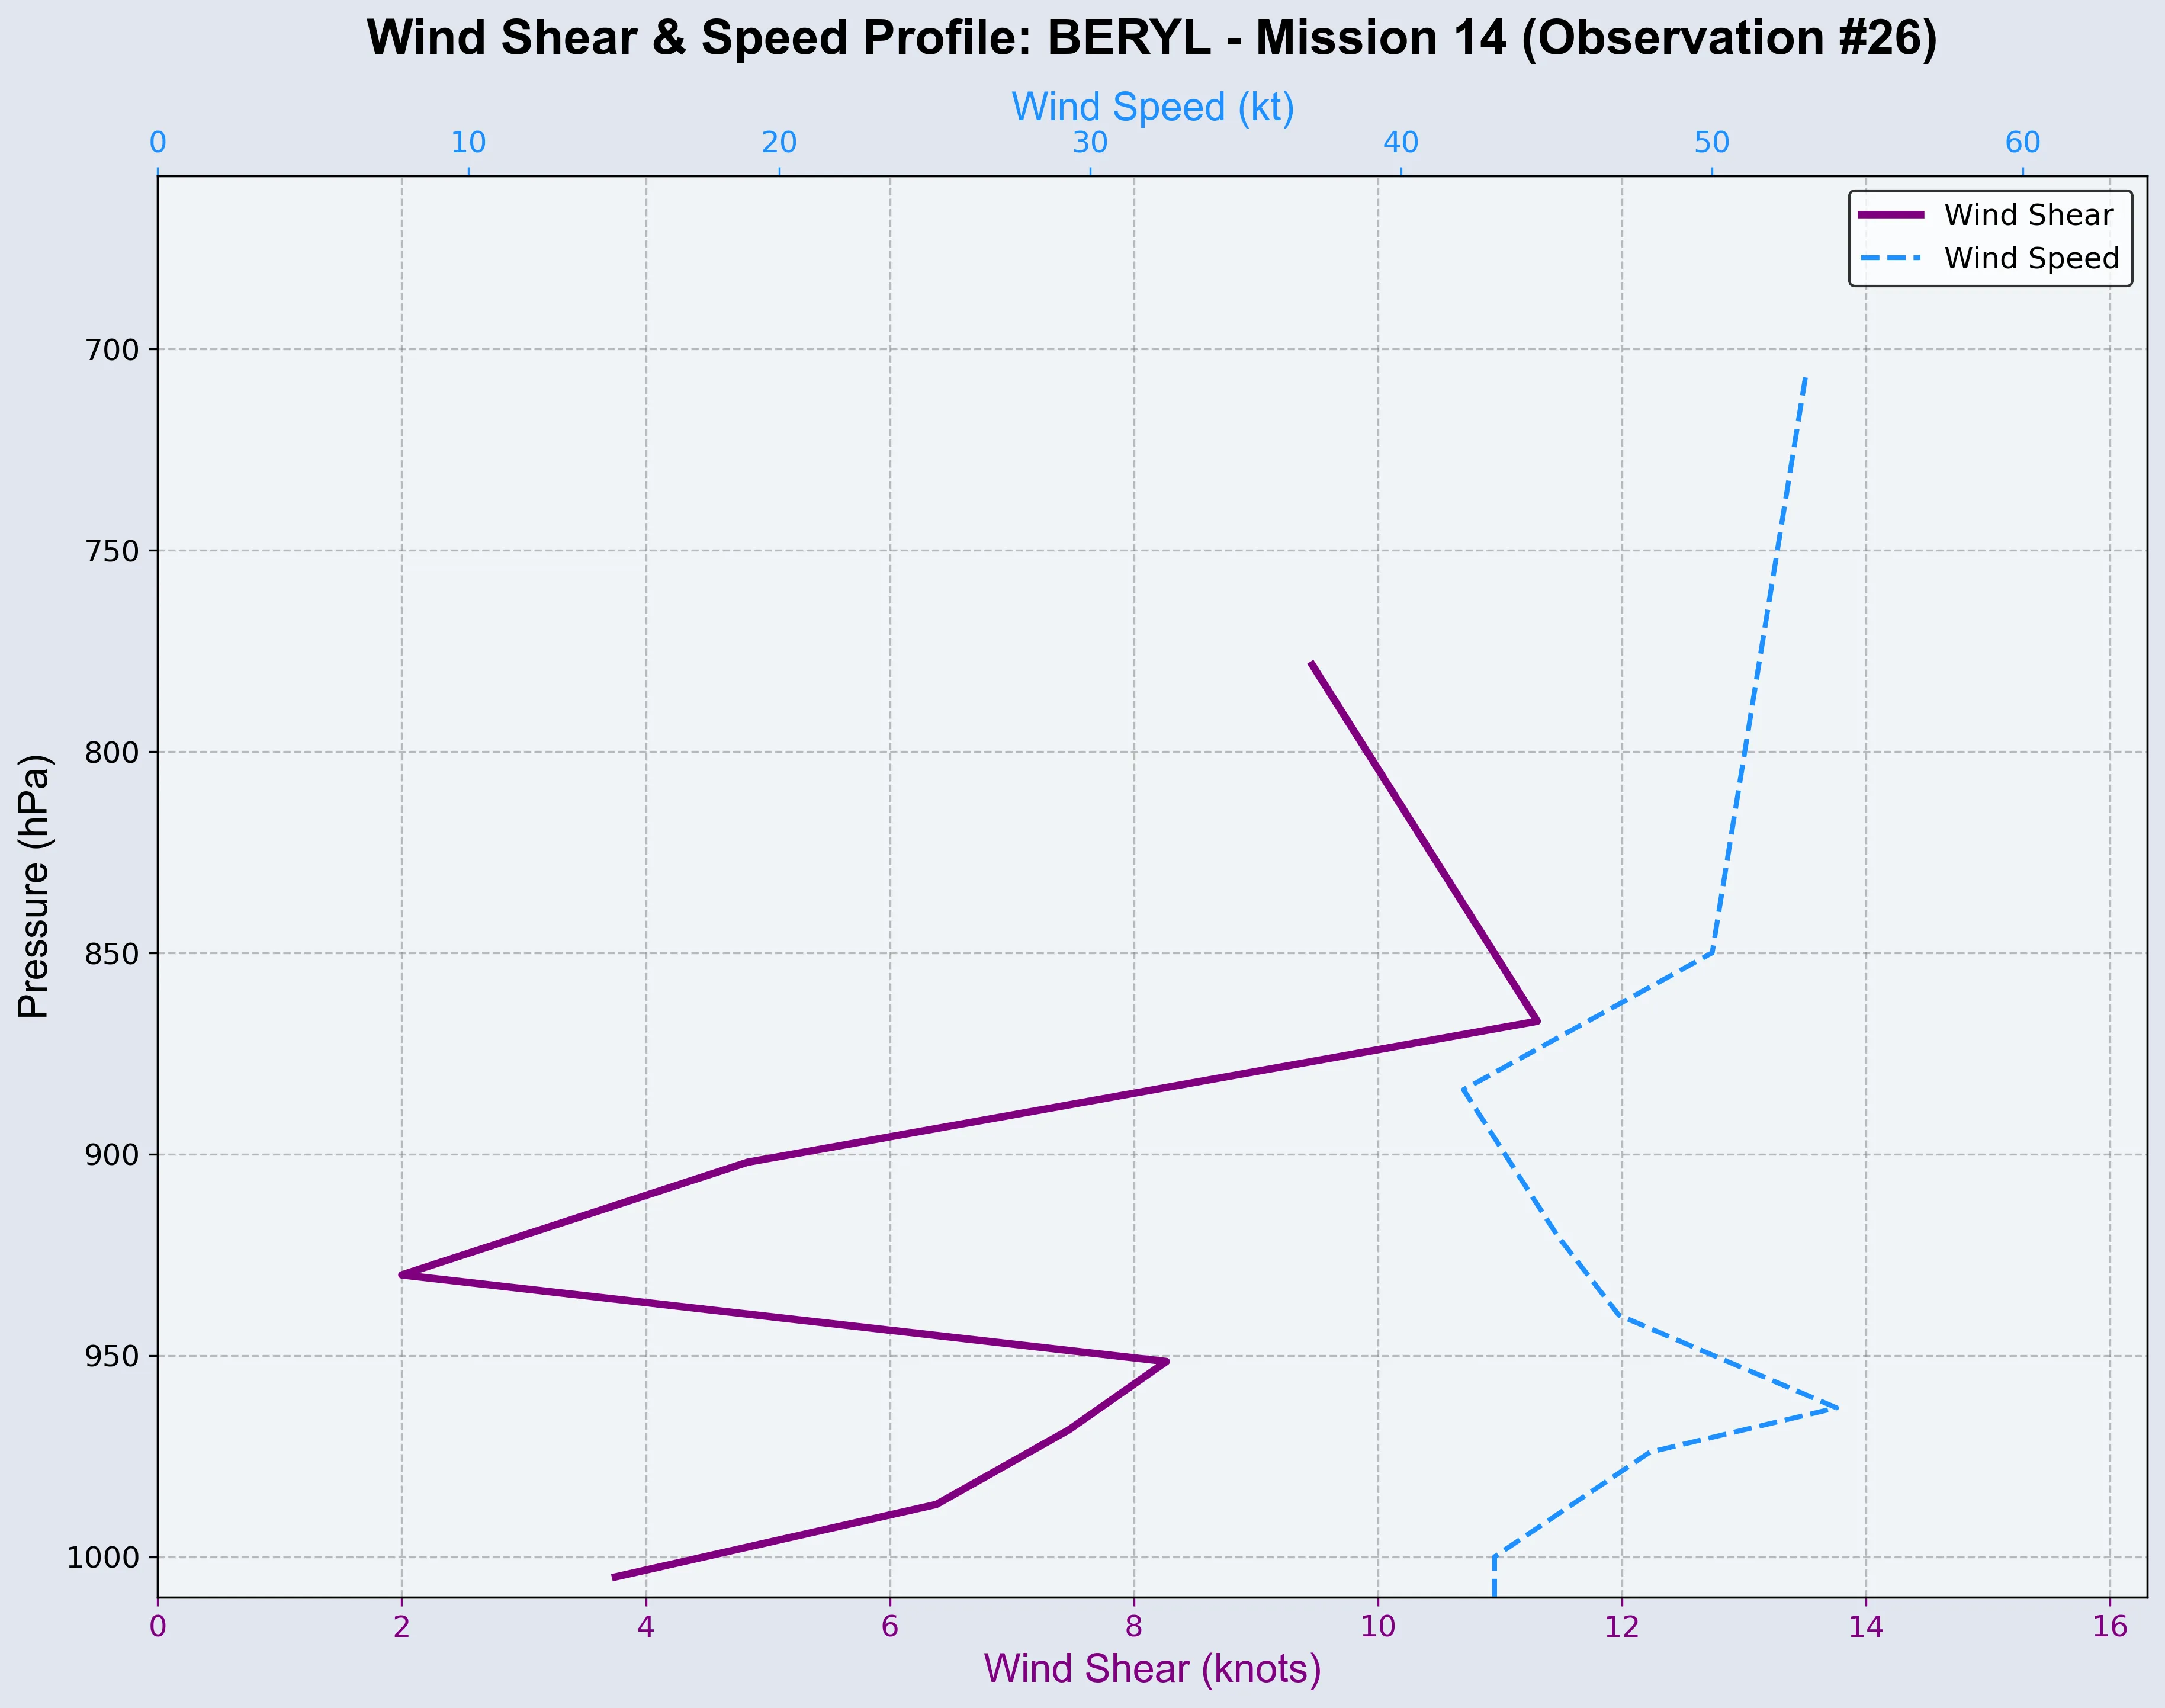 Wind Shear & Speed Profile: BERYL - Mission 14 (Observation #26)
Wind Speed (kt)
0 10 20 30 40 50 60
Wind Shear
Wind Speed
700
750
800
850
900
950
1000
Pressure (hPa)
0 2 4 6 8 10 12 14 16
Wind Shear (knots)